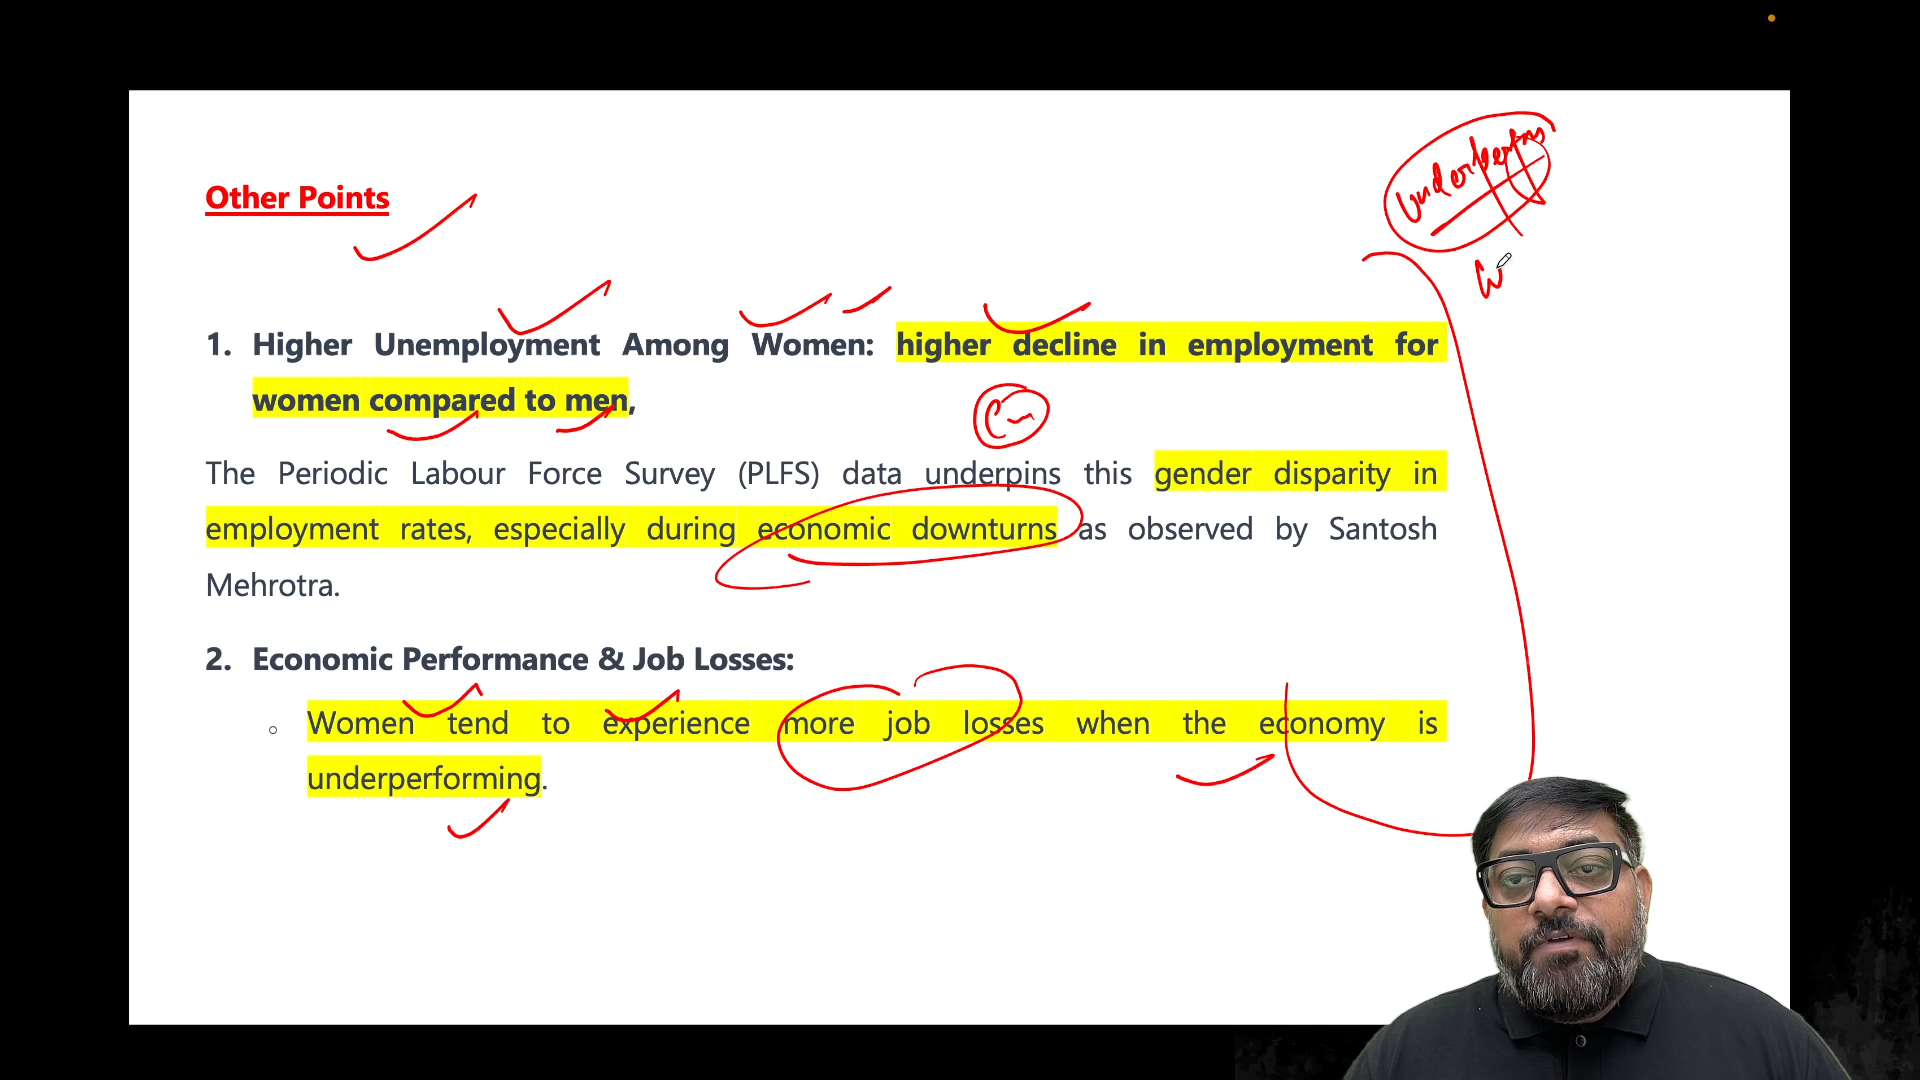 Other Points
1. Higher Unemployment Among Women: higher decline in employment for
women compared to men,
The Periodic Labour Force Survey (PLFS) data underpins this gender disparity in
employment rates, especially during economic downturns as observed by Santosh
Mehrotra.
2. Economic Performance & Job Losses:
○ Women tend to experience more job losses when the economy is
underperforming.